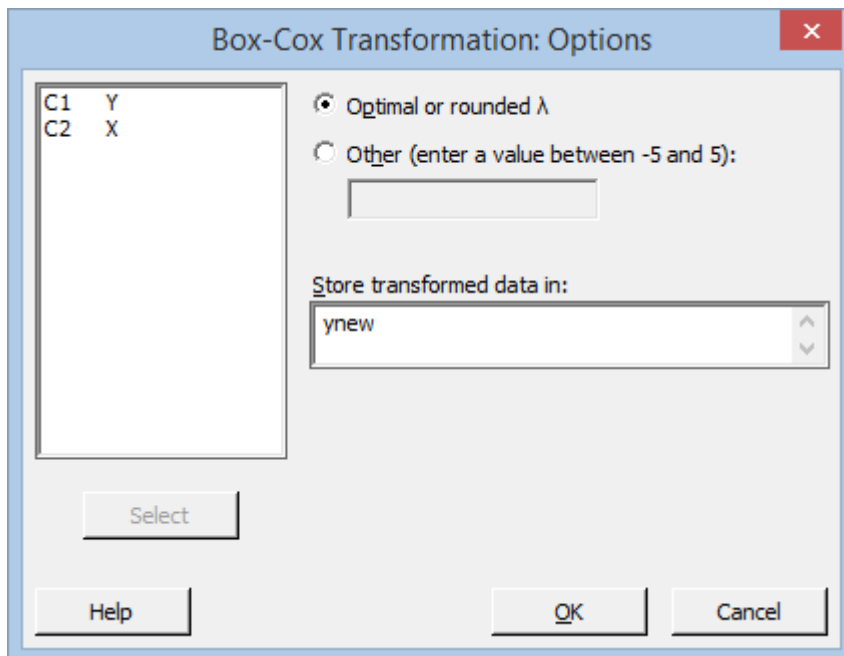 Box-Cox Transformation: Options
C1 Y
C2 X
Optimal or rounded λ
Other (enter a value between -5 and 5):
Store transformed data in:
ynew
Select
Help
OK
Cancel